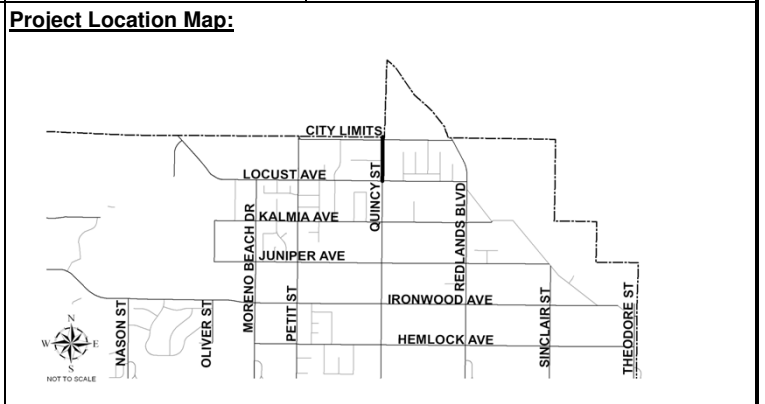 Project Location Map:
CITY LIMITS
LOCUST AVE
QUINCY ST
KALMIA AVE
REDLANDS BLVD
MORENO BEACH DR
JUNIPER AVE
IRONWOOD AVE
NASON ST
OLIVER ST
PETIT ST
HEMLOCK AVE
SINCLAIR ST
THEODORE ST
N
W
E
S
NOT TO SCALE